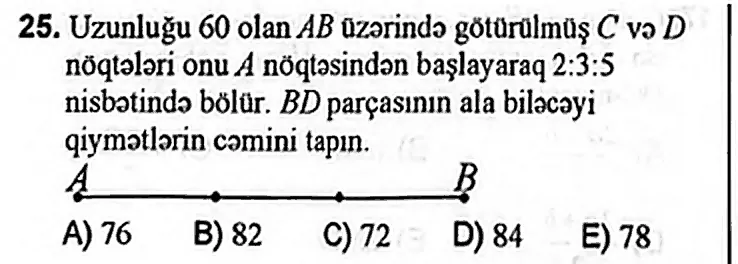 25. Uzunluğu 60 olan AB üzərində götürülmüş C və D
nöqtələri onu A nöqtəsindən başlayaraq 2:3:5
nisbətində bölür. BD parçasının ala biləcəyi
qiymətlərin cəmini tapın.
A B
A) 76 B) 82 C) 72 D) 84 E) 78